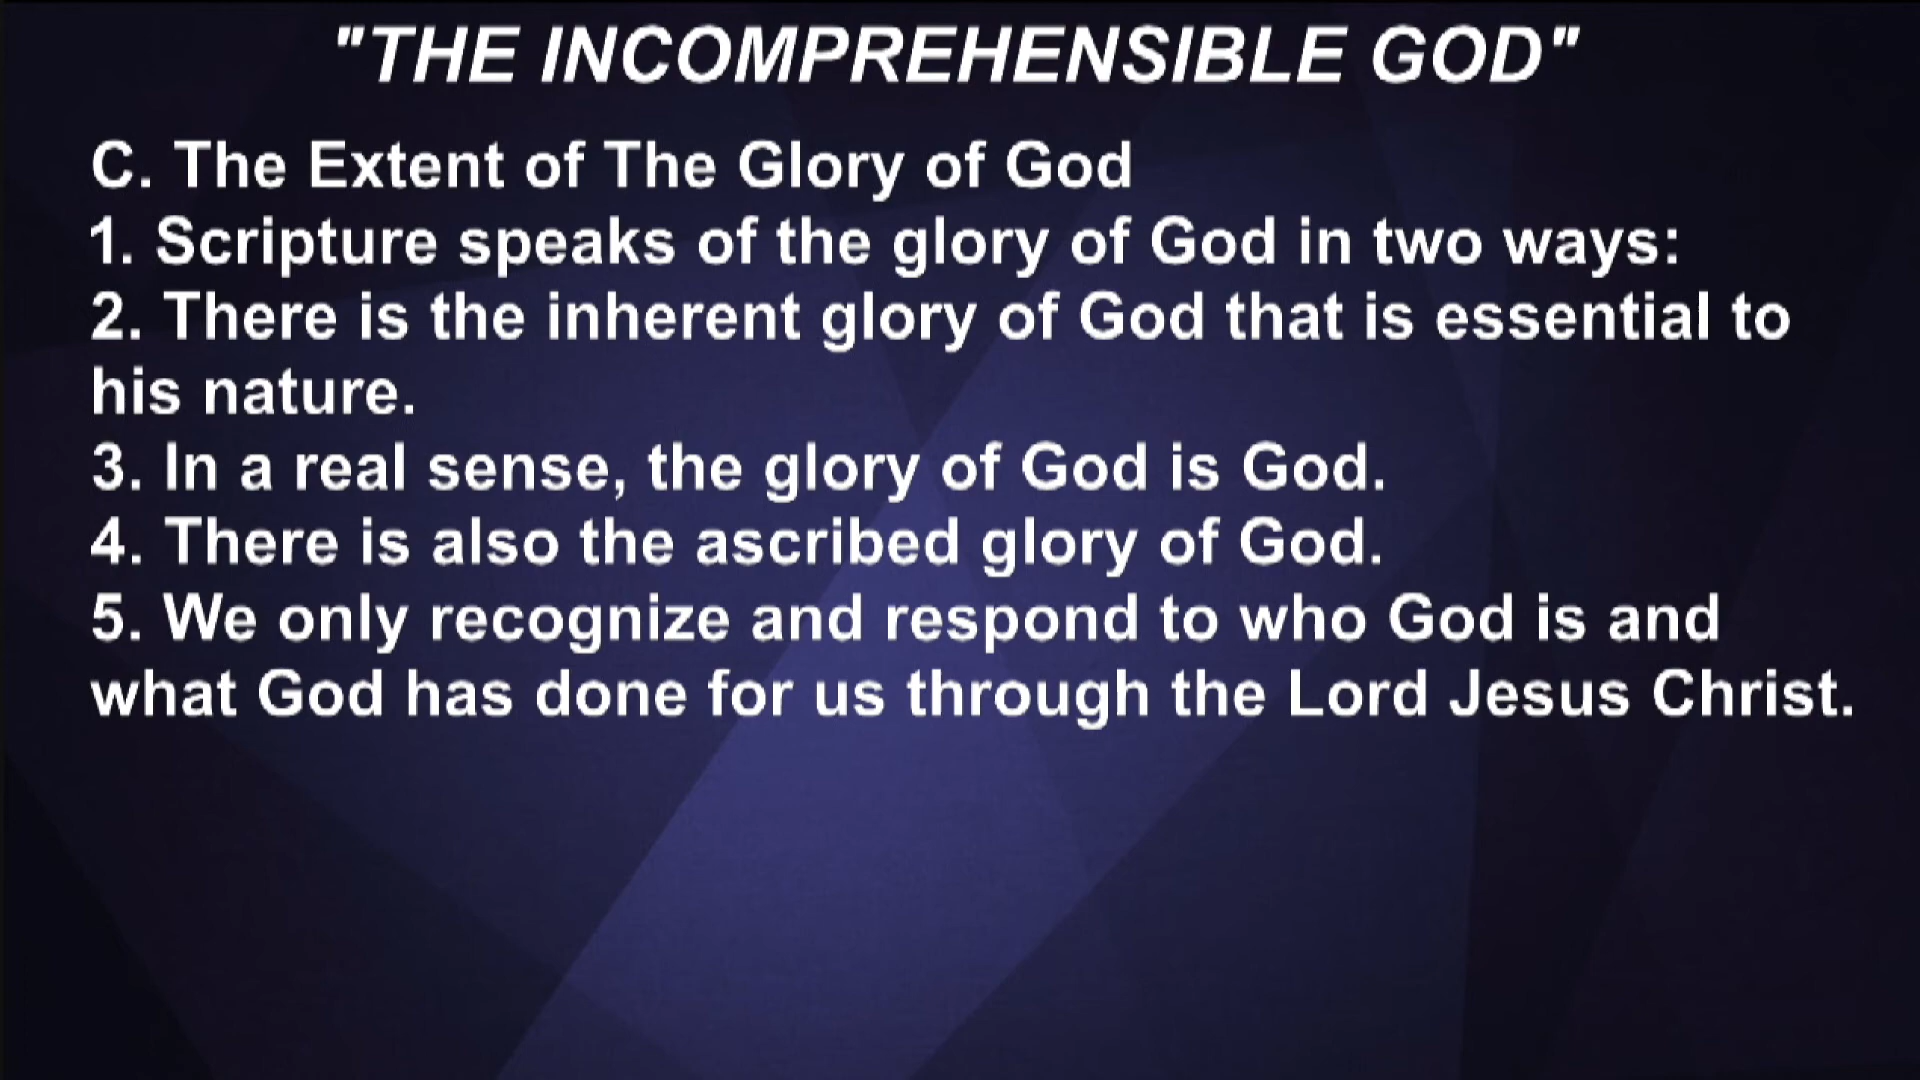 "THE INCOMPREHENSIBLE GOD"
C. The Extent of The Glory of God
1. Scripture speaks of the glory of God in two ways:
2. There is the inherent glory of God that is essential to
his nature.
3. In a real sense, the glory of God is God.
4. There is also the ascribed glory of God.
5. We only recognize and respond to who God is and
what God has done for us through the Lord Jesus Christ.